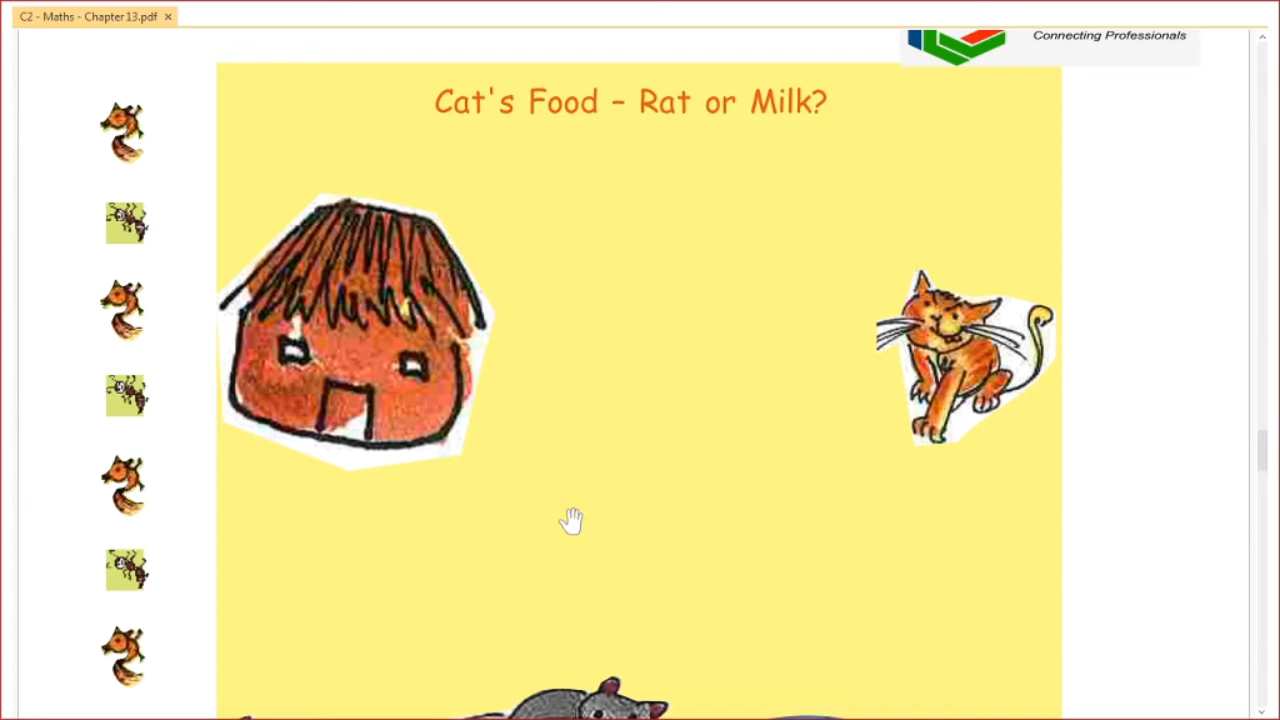 C2 - Maths - Chapter 13.pdf ×
Connecting Professionals
Cat's Food – Rat or Milk?